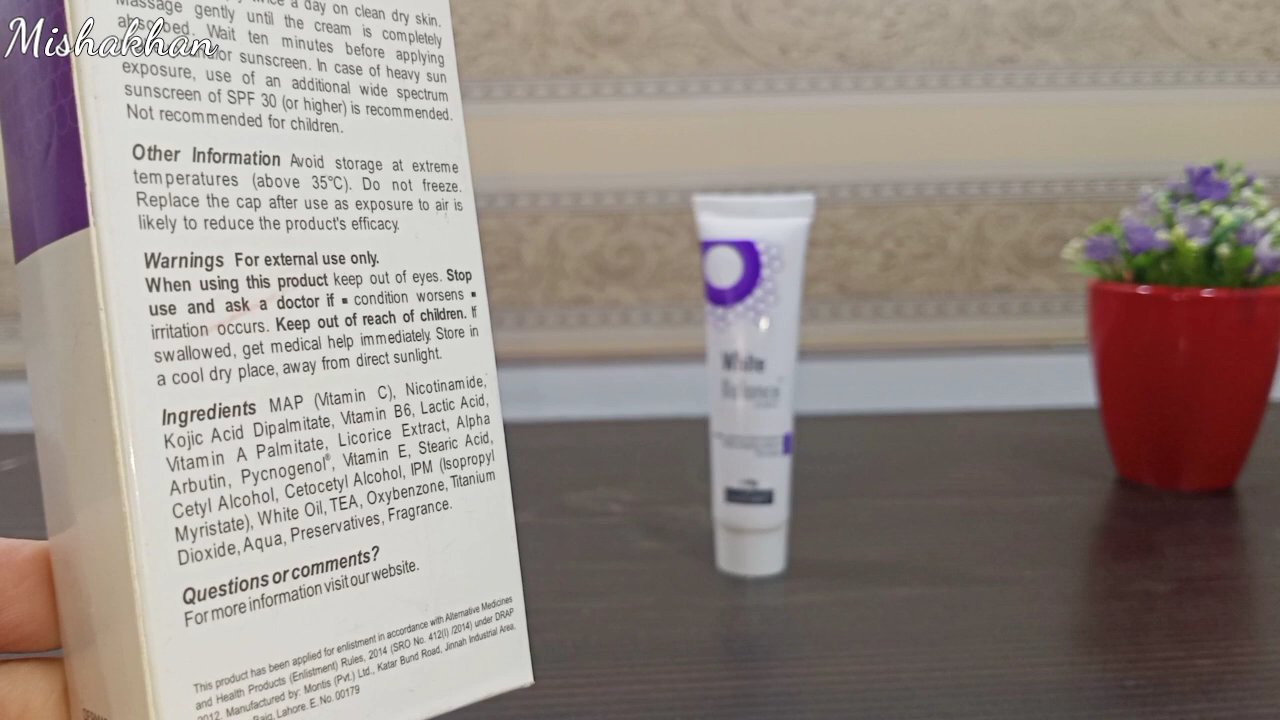 Mishakhan
twice a day on clean dry skin.
Massage gently until the cream is completely
absorbed. Wait ten minutes before applying
sunscreen. In case of heavy sun
exposure, use of an additional wide spectrum
sunscreen of SPF 30 (or higher) is recommended.
Not recommended for children.
Other Information Avoid storage at extreme
temperatures (above 35°C). Do not freeze.
Replace the cap after use as exposure to air is
likely to reduce the product's efficacy.
Warnings For external use only.
When using this product keep out of eyes. Stop
use and ask a doctor if ▪ condition worsens ▪
irritation occurs. Keep out of reach of children. If
swallowed, get medical help immediately. Store in
a cool dry place, away from direct sunlight.
Ingredients MAP (Vitamin C), Nicotinamide,
Kojic Acid Dipalmitate, Vitamin B6, Lactic Acid,
Vitamin A Palmitate, Licorice Extract, Alpha
Arbutin, Pycnogenol®, Vitamin E, Stearic Acid,
Cetyl Alcohol, Cetocetyl Alcohol, IPM (Isopropyl
Myristate), White Oil, TEA, Oxybenzone, Titanium
Dioxide, Aqua, Preservatives, Fragrance.
Questions or comments?
For more information visit our website.
This product has been applied for enlistment in accordance with Alternative Medicines
and Health Products (Enlistment) Rules, 2014 (SRO No. 412(I) /2014) under DRAP
2012. Manufactured by: Montis (Pvt.) Ltd., Katar Bund Road, Jinnah Industrial Area,
Lahore. E. No. 00179
White